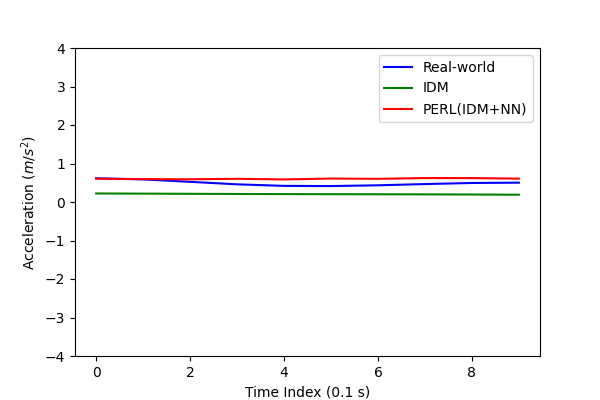 4
3
2
1
0
−1
−2
−3
−4
Acceleration (m/s²)
0 2 4 6 8
Time Index (0.1 s)
Real-world
IDM
PERL(IDM+NN)